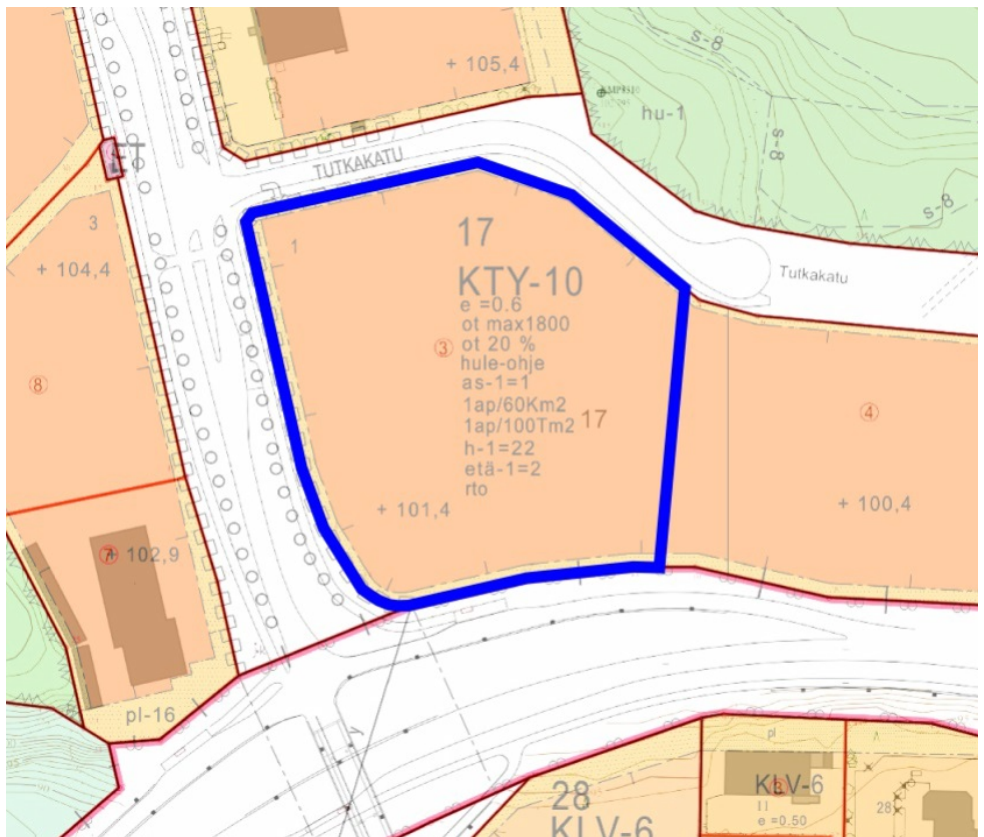 s-8
+ 105,4
hu-1
s-8
TUTKAKATU
ET
s-8
3
17
1
+ 104,4
KTY-10
Tutkakatu
e =0.6
ot max1800
ot 20 %
3
hule-ohje
8
as-1=1
1ap/60Km2
4
1ap/100Tm2
17
h-1=22
etä-1=2
rto
+ 101,4
+ 100,4
7
+ 102,9
pl-16
y
pl
28
KLV-6
KLV-6
II
e =0.50
28